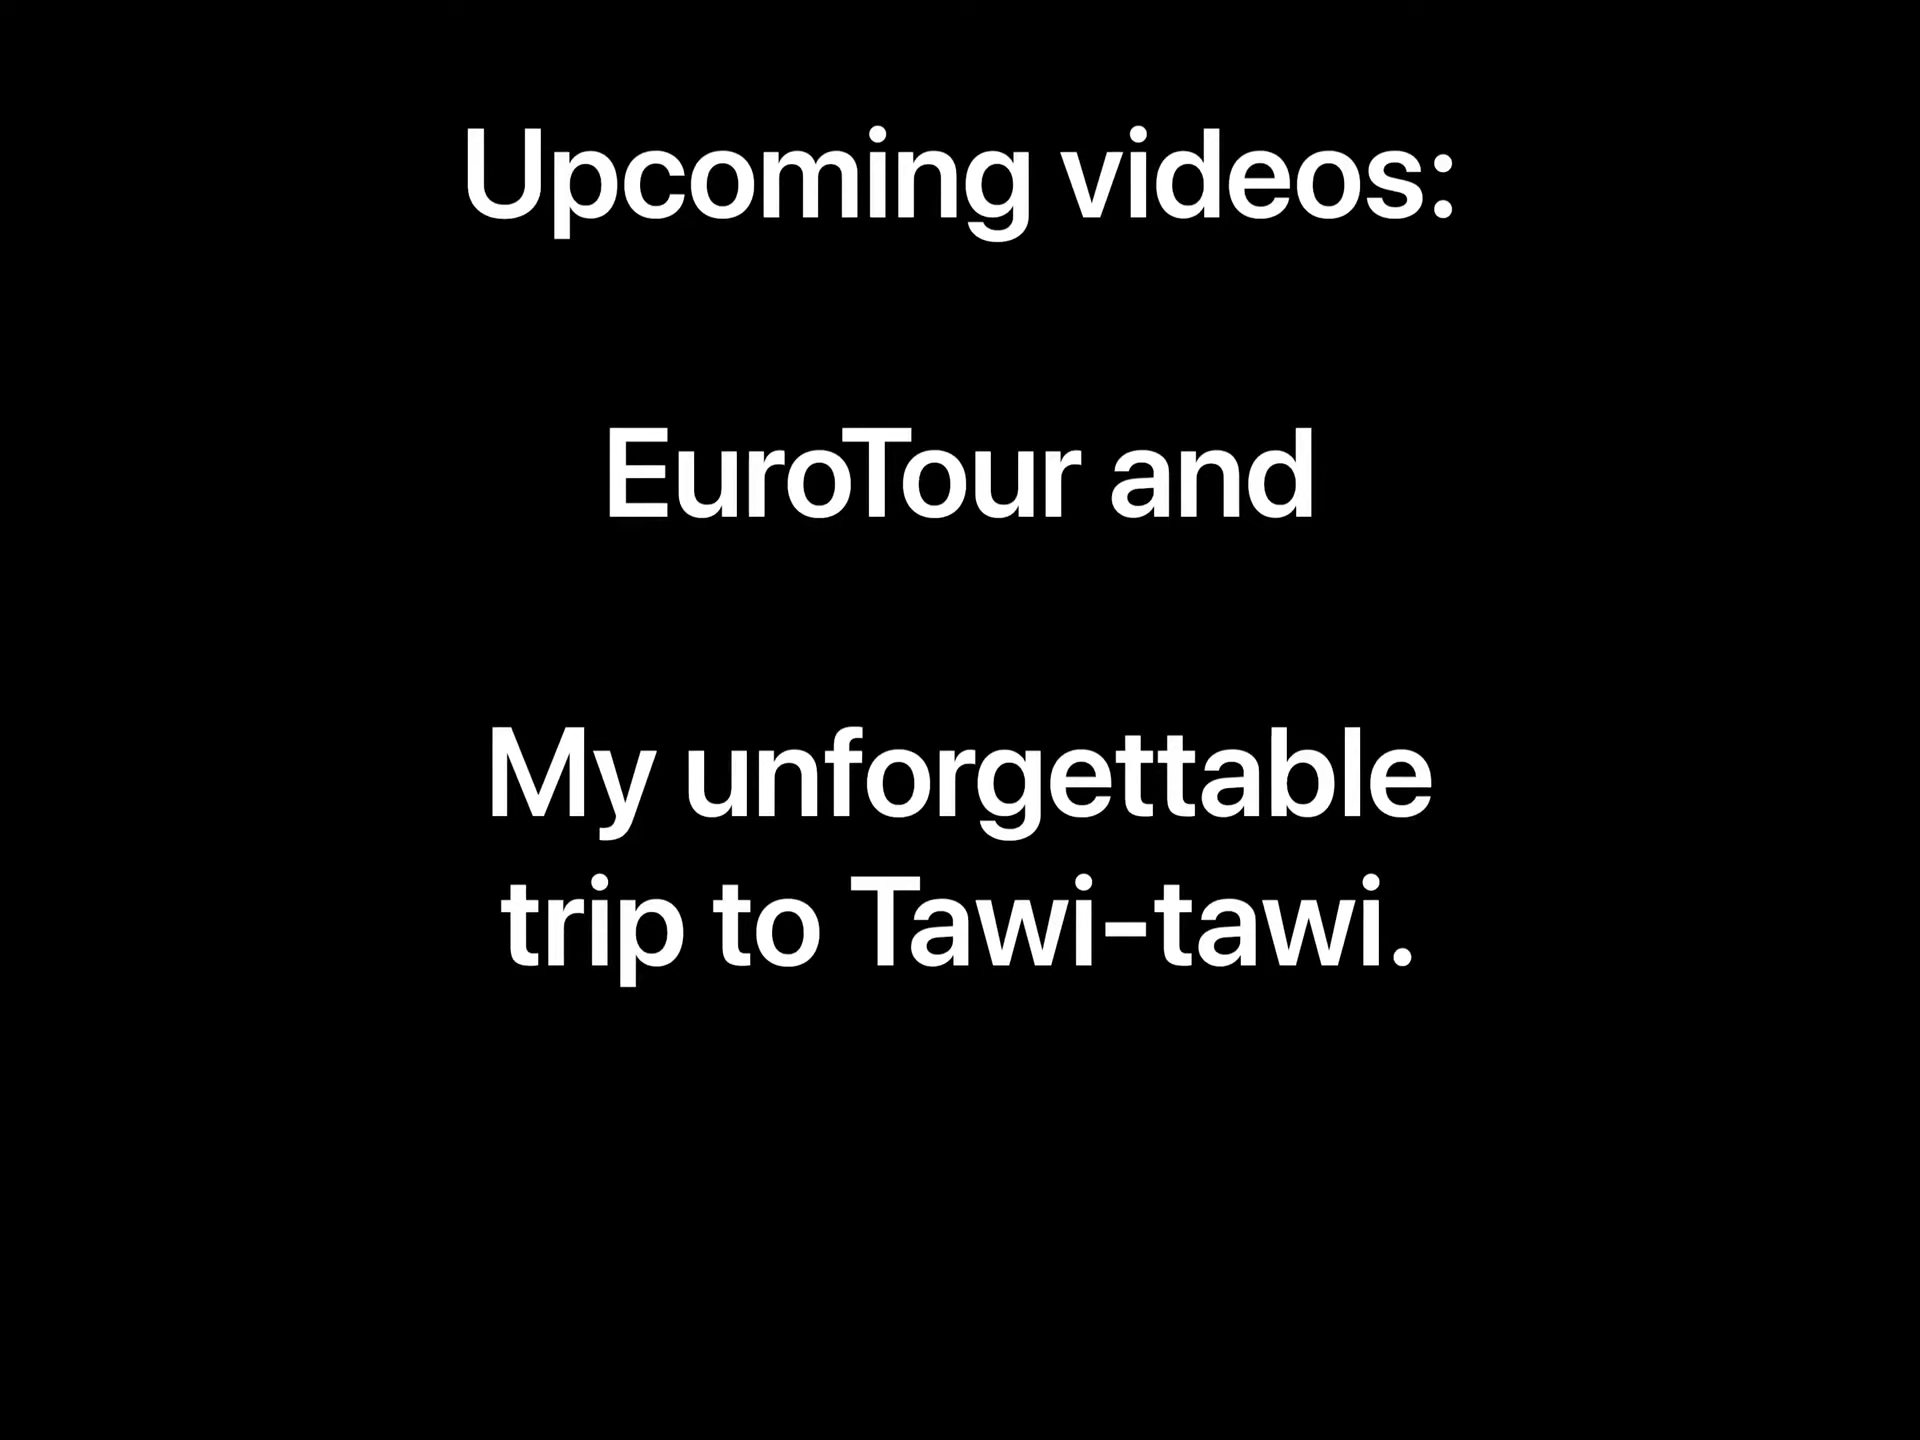 Upcoming videos:
EuroTour and
My unforgettable
trip to Tawi-tawi.